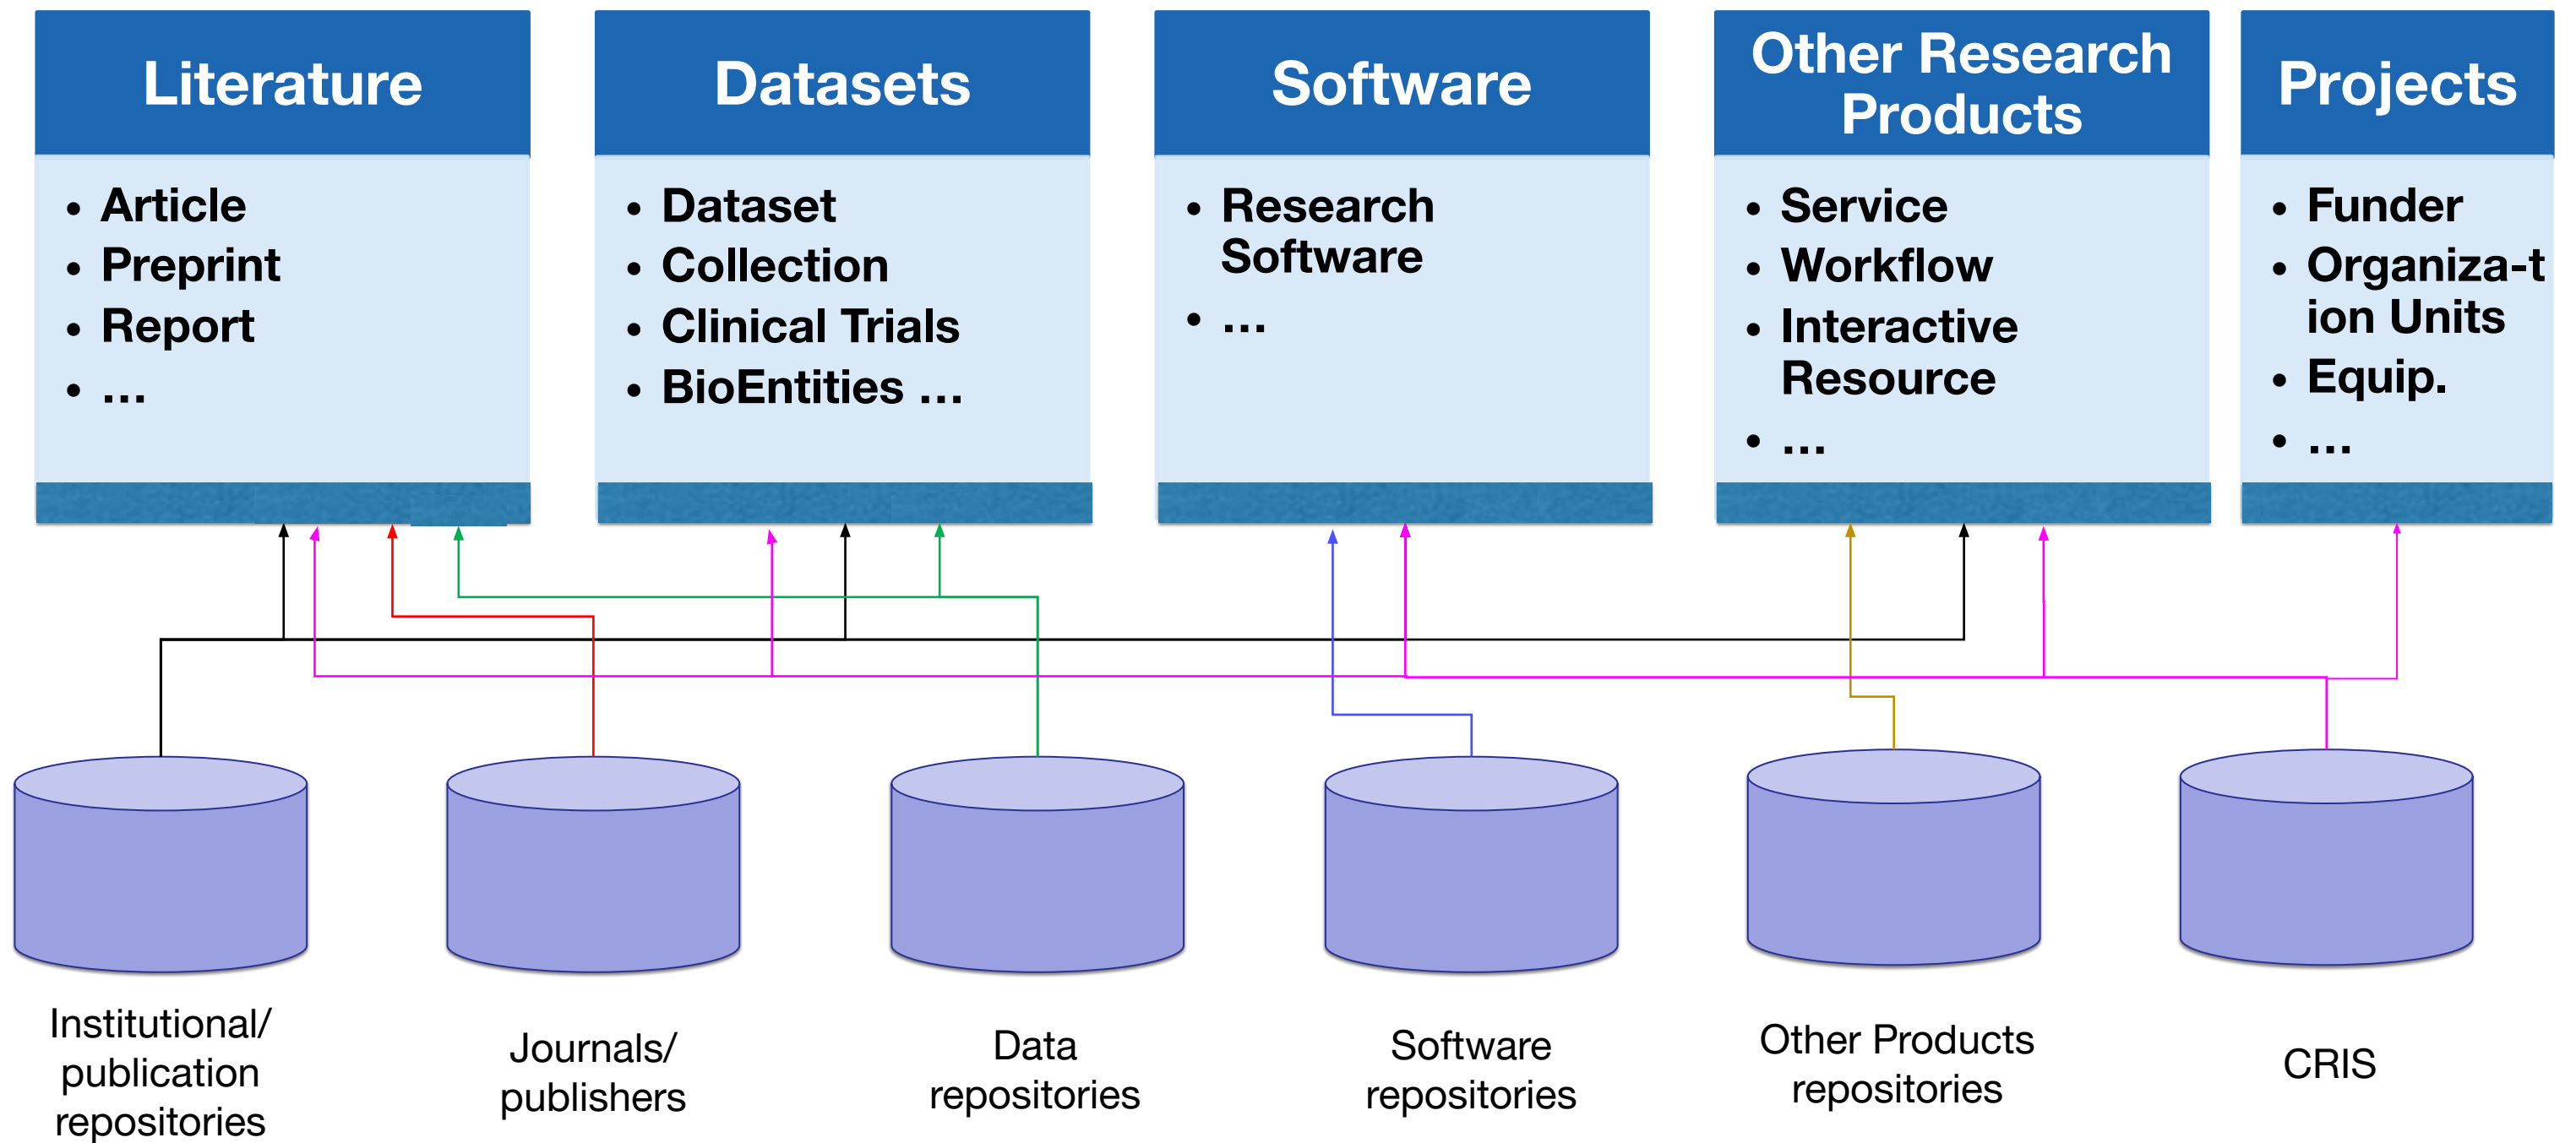 Literature
• Article
• Preprint
• Report
• ...
Datasets
• Dataset
• Collection
• Clinical Trials
• BioEntities ...
Software
• Research
Software
• ...
Other Research
Products
• Service
• Workflow
• Interactive
Resource
• ...
Projects
• Funder
• Organiza-t
ion Units
• Equip.
• ...
Institutional/
publication
repositories
Journals/
publishers
Data
repositories
Software
repositories
Other Products
repositories
CRIS